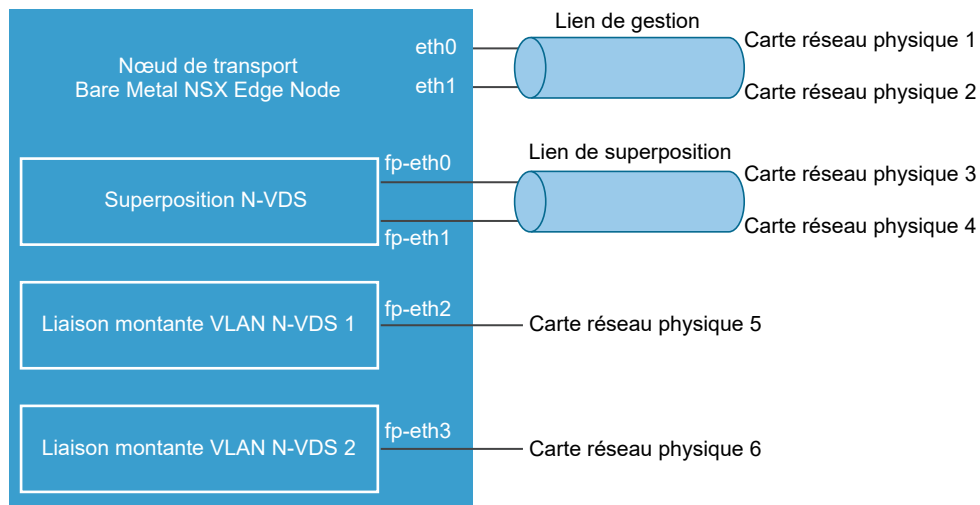 Lien de gestion
eth0
Carte réseau physique 1
Nœud de transport
Bare Metal NSX Edge Node
eth1
Carte réseau physique 2
fp-eth0
Lien de superposition
Carte réseau physique 3
Superposition N-VDS
fp-eth1
Carte réseau physique 4
fp-eth2
Liaison montante VLAN N-VDS 1
Carte réseau physique 5
fp-eth3
Liaison montante VLAN N-VDS 2
Carte réseau physique 6